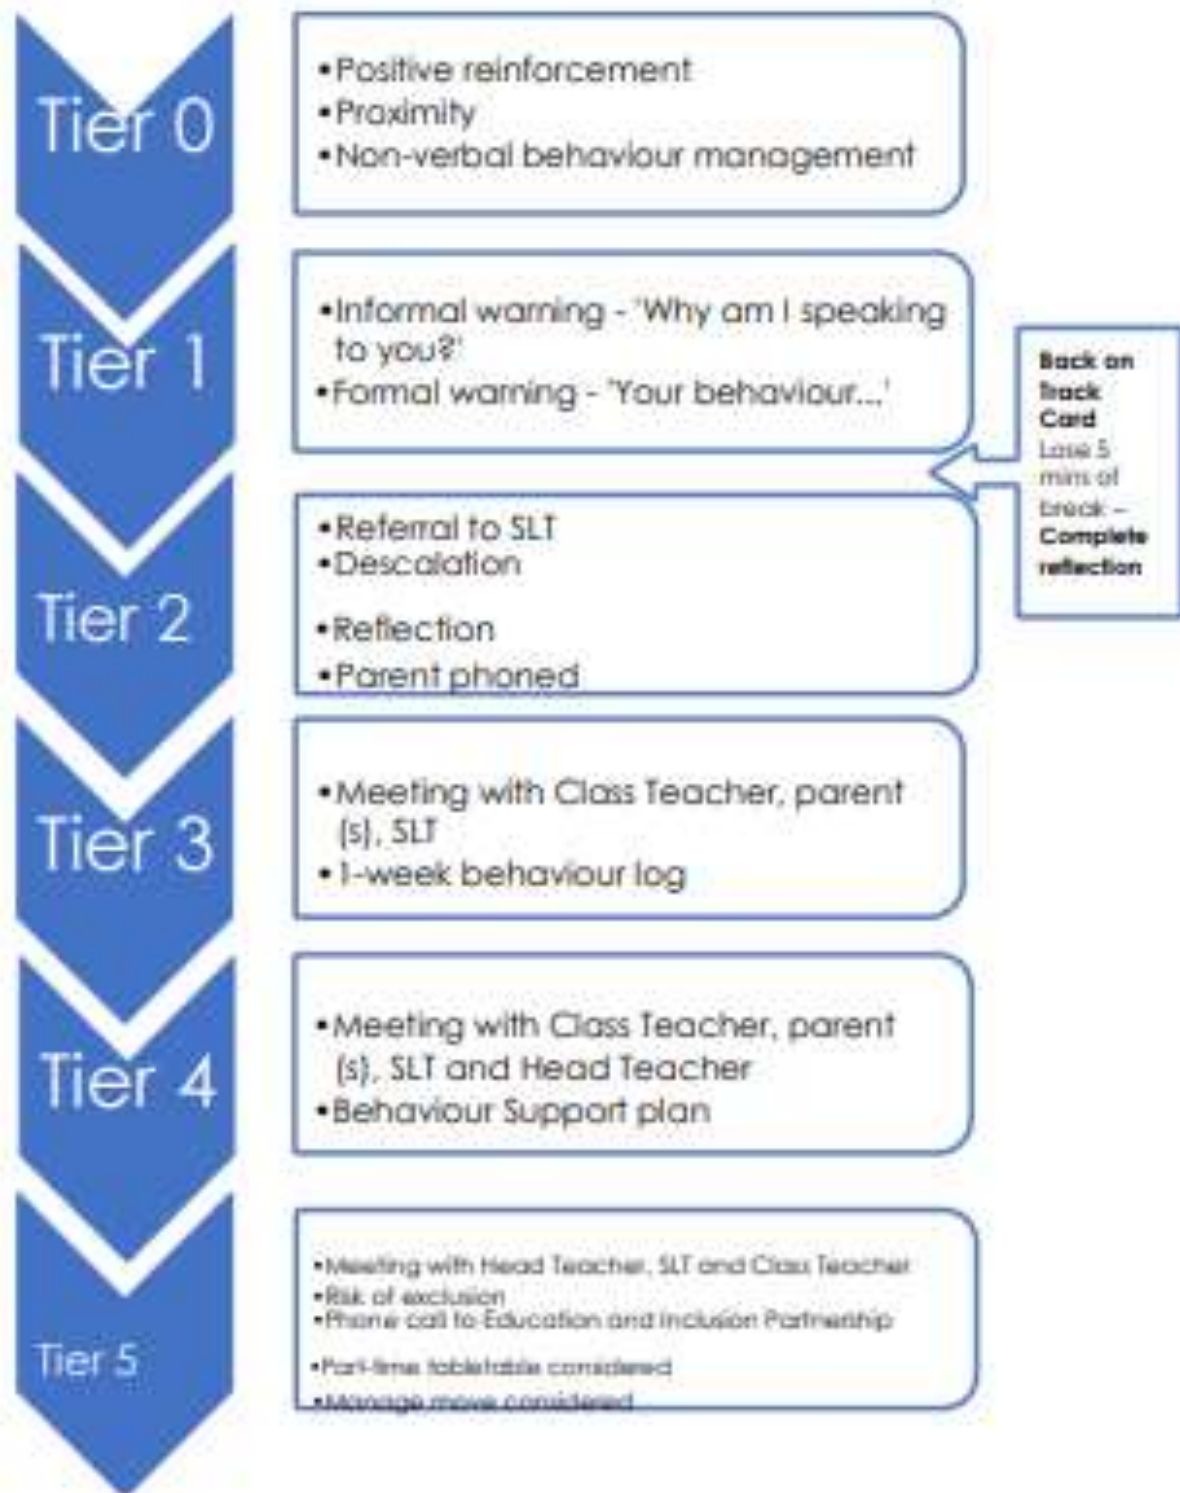 Tier 0
•Positive reinforcement
•Proximity
•Non-verbal behaviour management
Tier 1
•Informal warning - 'Why am I speaking
to you?'
•Formal warning - 'Your behaviour...'
Back on
Track
Card
Lose 5
mins of
break –
Complete
reflection
Tier 2
•Referral to SLT
•Descalation
•Reflection
•Parent phoned
Tier 3
•Meeting with Class Teacher, parent
(s), SLT
•1-week behaviour log
Tier 4
•Meeting with Class Teacher, parent
(s), SLT and Head Teacher
•Behaviour Support plan
Tier 5
•Meeting with Head Teacher, SLT and Class Teacher
•Risk of exclusion
•Phone call to Education and Inclusion Partnership
•Part-time tabletable considered
•Manage move considered